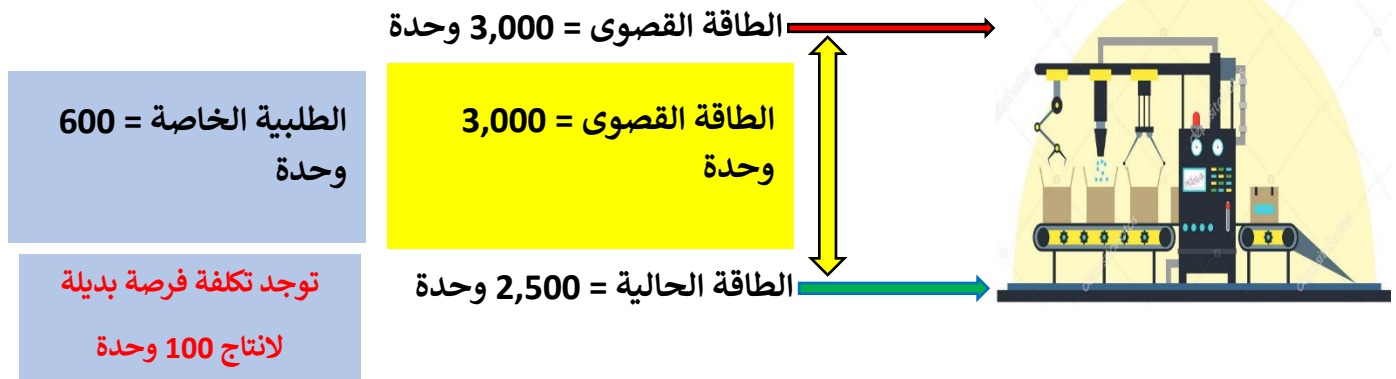 الطاقة القصوى = 3,000 وحدة
الطاقة القصوى = 3,000
وحدة
الطلبية الخاصة = 600
وحدة
الطاقة الحالية = 2,500 وحدة
توجد تكلفة فرصة بديلة
لانتاج 100 وحدة